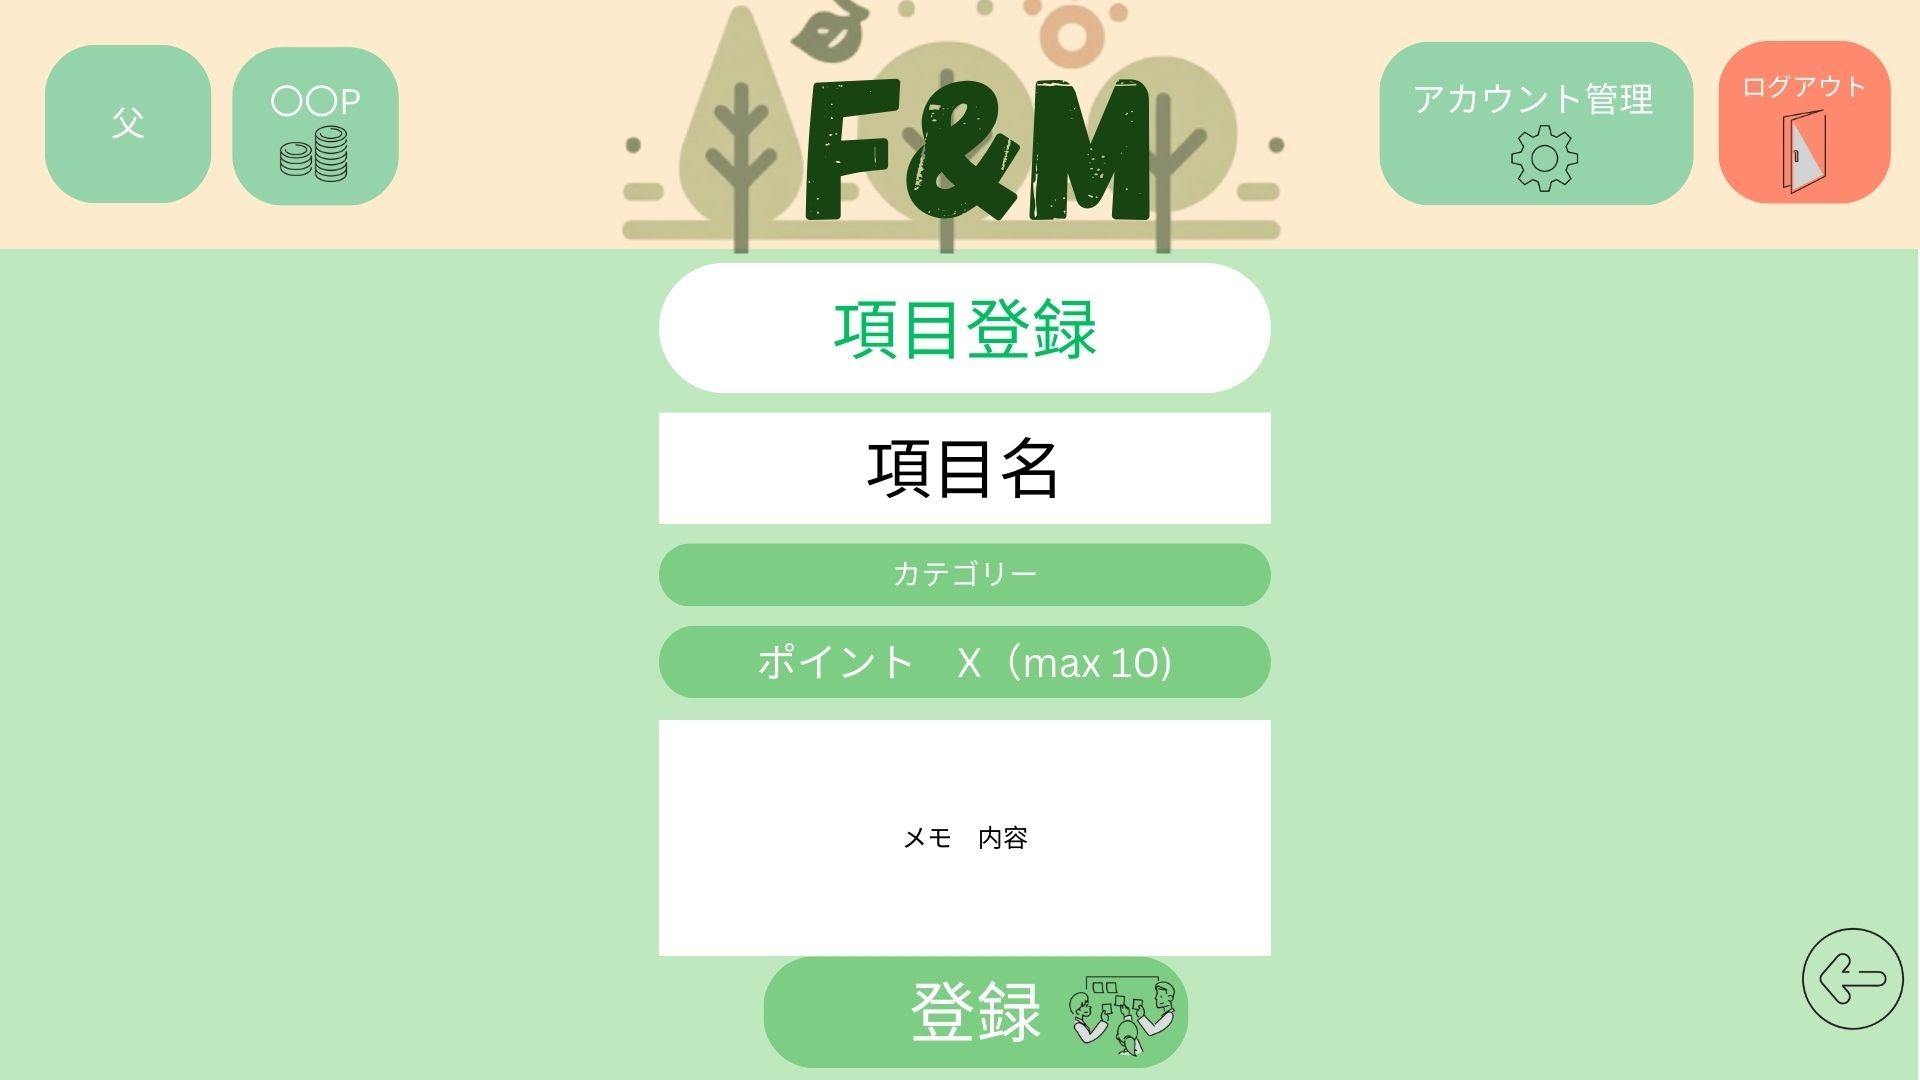 父
〇〇P
F&M
アカウント管理
ログアウト
項目登録
項目名
カテゴリー
ポイント　X（max 10)
メモ　内容
登録